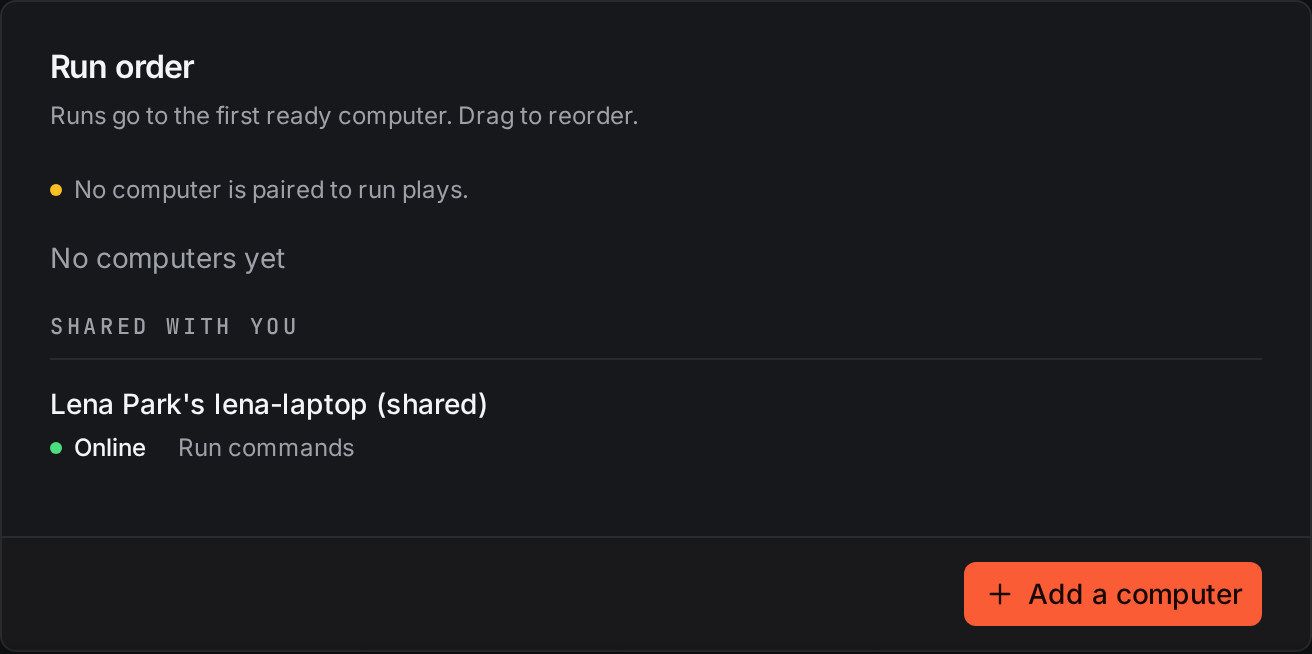 Run order
Runs go to the first ready computer. Drag to reorder.
No computer is paired to run plays.
No computers yet
SHARED WITH YOU
Lena Park's lena-laptop (shared)
Online Run commands
+ Add a computer